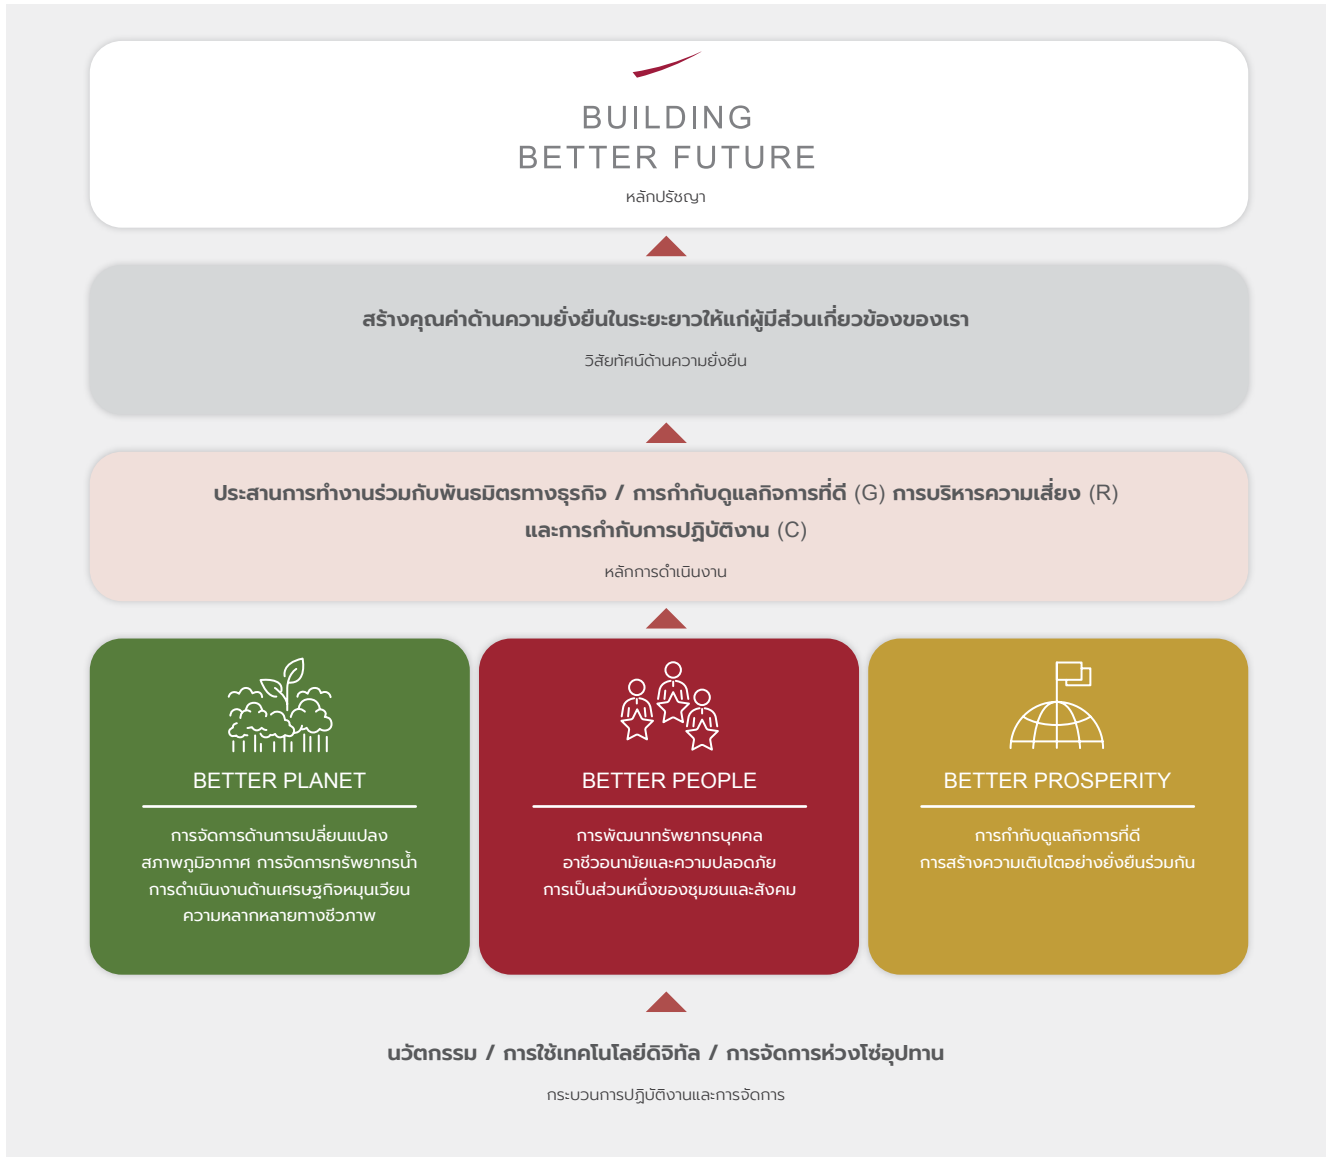 BUILDING
BETTER FUTURE
หลักปรัชญา
สร้างคุณค่าด้านความยั่งยืนในระยะยาวให้แก่ผู้มีส่วนเกี่ยวข้องของเรา
วิสัยทัศน์ด้านความยั่งยืน
ประสานการทำงานร่วมกับพันธมิตรทางธุรกิจ / การกำกับดูแลกิจการที่ดี (G) การบริหารความเสี่ยง (R)
และการกำกับการปฏิบัติงาน (C)
หลักการดำเนินงาน
BETTER PLANET
การจัดการด้านการเปลี่ยนแปลง
สภาพภูมิอากาศ การจัดการทรัพยากรน้ำ
การดำเนินงานด้านเศรษฐกิจหมุนเวียน
ความหลากหลายทางชีวภาพ
BETTER PEOPLE
การพัฒนาทรัพยากรบุคคล
อาชีวอนามัยและความปลอดภัย
การเป็นส่วนหนึ่งของชุมชนและสังคม
BETTER PROSPERITY
การกำกับดูแลกิจการที่ดี
การสร้างความเติบโตอย่างยั่งยืนร่วมกัน
นวัตกรรม / การใช้เทคโนโลยีดิจิทัล / การจัดการห่วงโซ่อุปทาน
กระบวนการปฏิบัติงานและการจัดการ